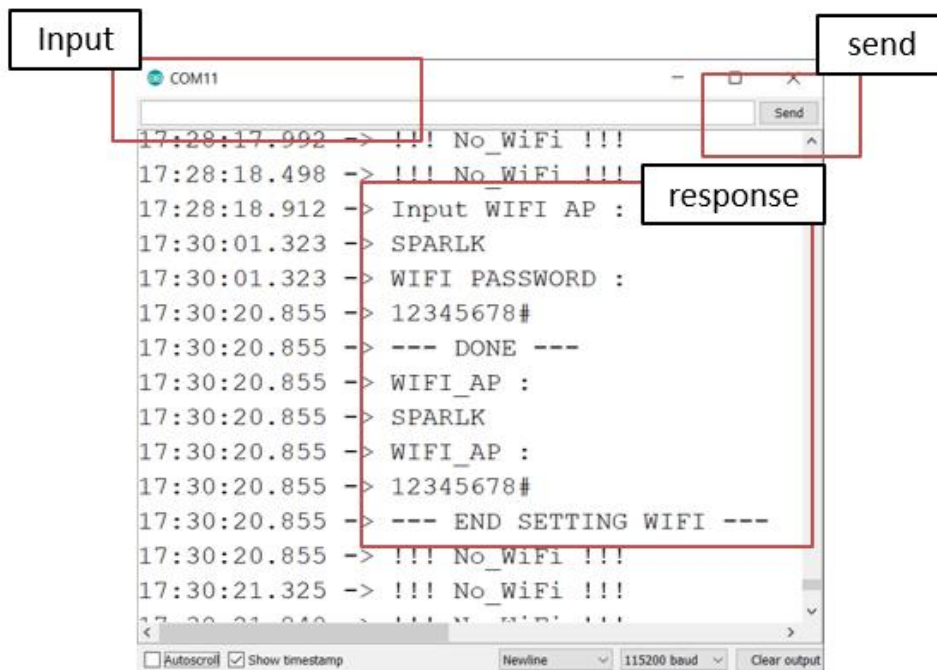 Input
send
COM11
Send
17:28:17.992 -> !!! No_WiFi !!!
17:28:18.498 -> !!! No_WiFi !!!
response
17:28:18.912 -> Input WIFI AP :
17:30:01.323 -> SPARLK
17:30:01.323 -> WIFI PASSWORD :
17:30:20.855 -> 12345678#
17:30:20.855 -> --- DONE ---
17:30:20.855 -> WIFI_AP :
17:30:20.855 -> SPARLK
17:30:20.855 -> WIFI_AP :
17:30:20.855 -> 12345678#
17:30:20.855 -> --- END SETTING WIFI ---
17:30:20.855 -> !!! No_WiFi !!!
17:30:21.325 -> !!! No_WiFi !!!
Autoscroll Show timestamp Newline 115200 baud Clear output